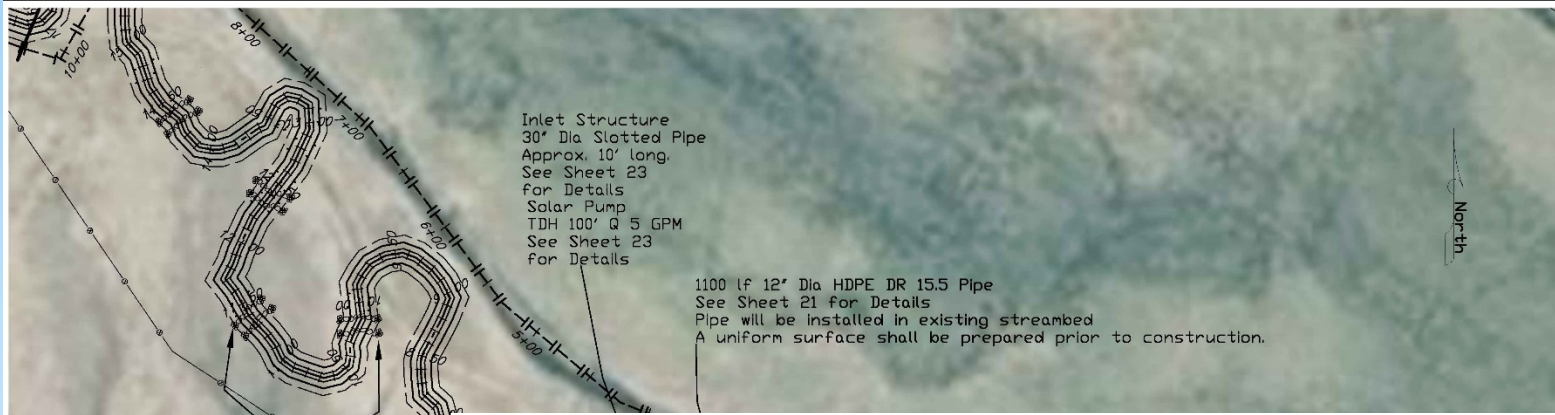 8+00
10+00
7+00
Inlet Structure
30" Dia Slotted Pipe
Approx. 10' long.
See Sheet 23
for Details
Solar Pump
TDH 100' Q 5 GPM
See Sheet 23
for Details
North
6+00
1100 lf 12" Dia HDPE DR 15.5 Pipe
See Sheet 21 for Details
Pipe will be installed in existing streambed
A uniform surface shall be prepared prior to construction.
5+00